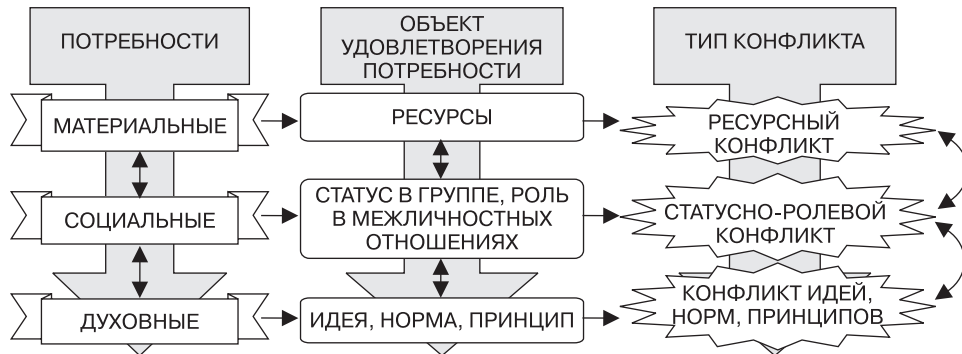 ПОТРЕБНОСТИ
ОБЪЕКТ
УДОВЛЕТВОРЕНИЯ
ПОТРЕБНОСТИ
ТИП КОНФЛИКТА
МАТЕРИАЛЬНЫЕ
РЕСУРСЫ
РЕСУРСНЫЙ
КОНФЛИКТ
СОЦИАЛЬНЫЕ
СТАТУС В ГРУППЕ, РОЛЬ
В МЕЖЛИЧНОСТНЫХ
ОТНОШЕНИЯХ
СТАТУСНО-РОЛЕВОЙ
КОНФЛИКТ
ДУХОВНЫЕ
ИДЕЯ, НОРМА, ПРИНЦИП
КОНФЛИКТ ИДЕЙ,
НОРМ, ПРИНЦИПОВ